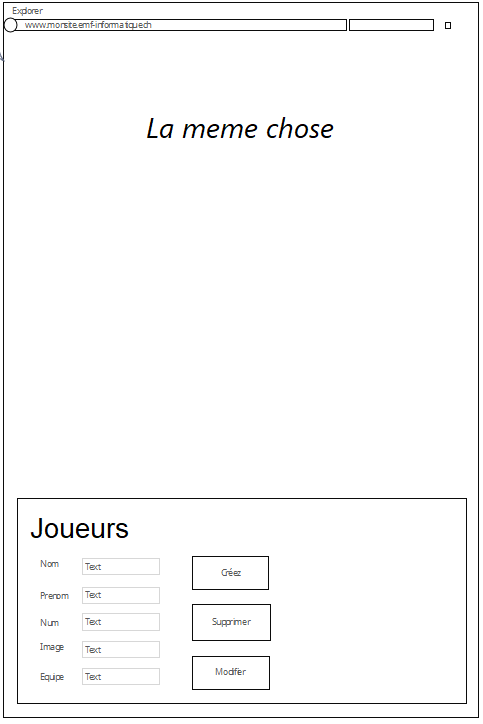 Explorer
www.monsite.emf-informatique.ch
La meme chose
Joueurs
Nom Text
Créez
Prenom Text
Num Text
Supprimer
Image Text
Equipe Text
Modifier